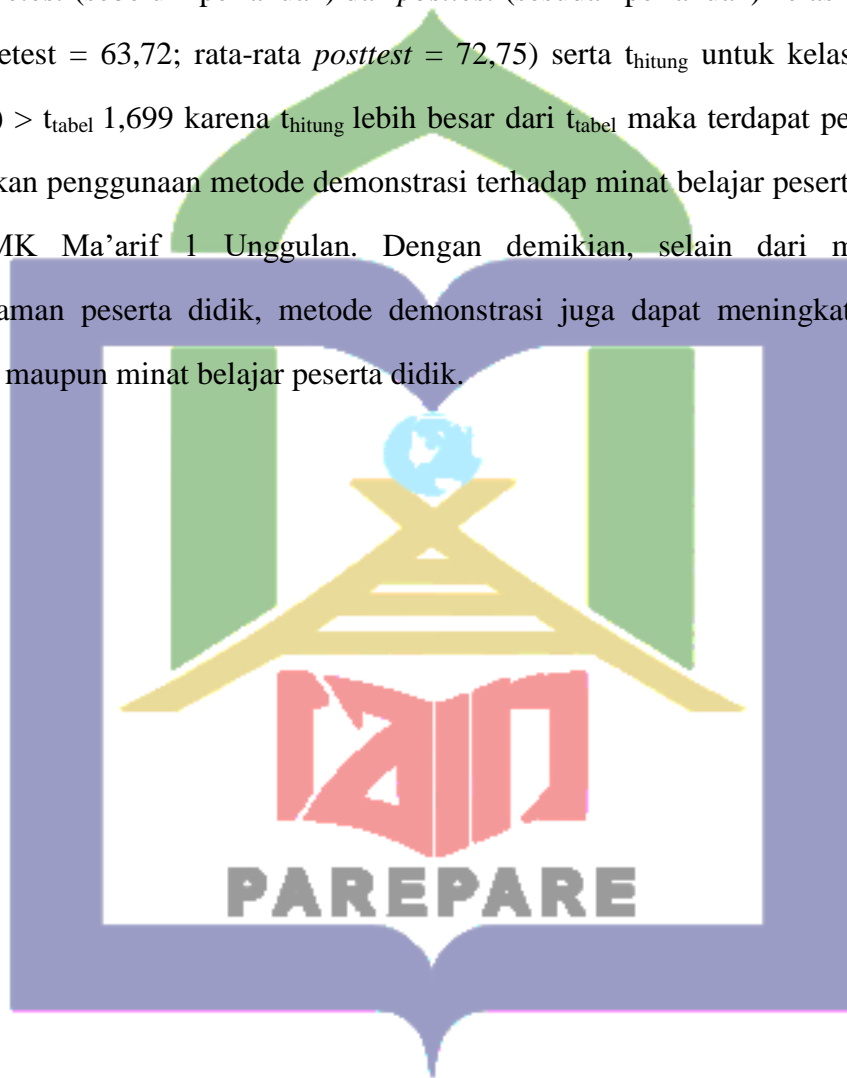 etest = 63,72; rata-rata posttest = 72,75) serta thitung untuk kelas
) > ttabel 1,699 karena thitung lebih besar dari ttabel maka terdapat pe
kan penggunaan metode demonstrasi terhadap minat belajar pesert
MK Ma’arif 1 Unggulan. Dengan demikian, selain dari m
aman peserta didik, metode demonstrasi juga dapat meningkat
maupun minat belajar peserta didik.
iain
PAREPARE